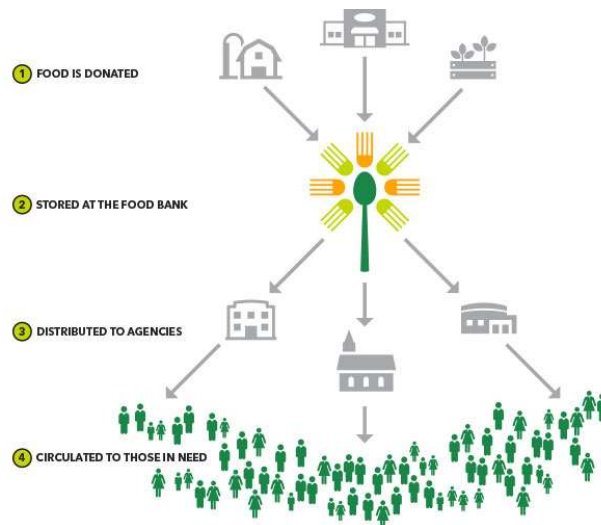 1 FOOD IS DONATED
2 STORED AT THE FOOD BANK
3 DISTRIBUTED TO AGENCIES
4 CIRCULATED TO THOSE IN NEED